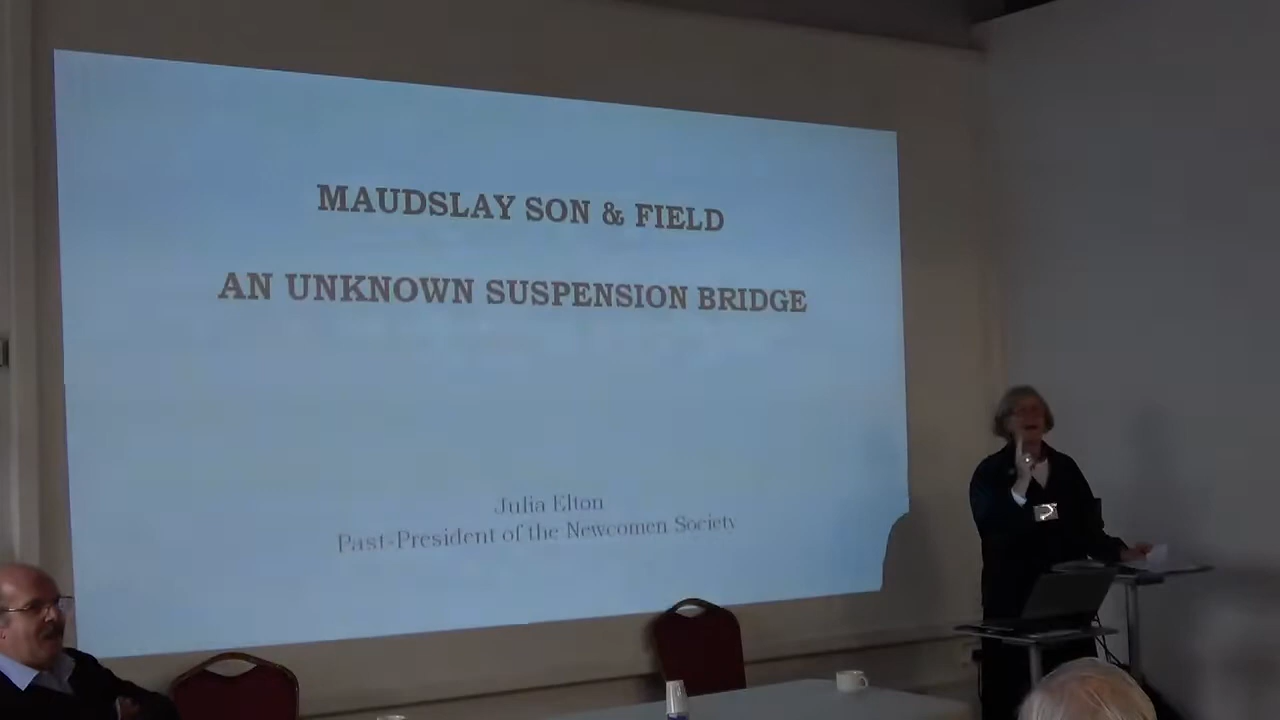 MAUDSLAY SON & FIELD
AN UNKNOWN SUSPENSION BRIDGE
Julia Elton
Past-President of the Newcomen Society